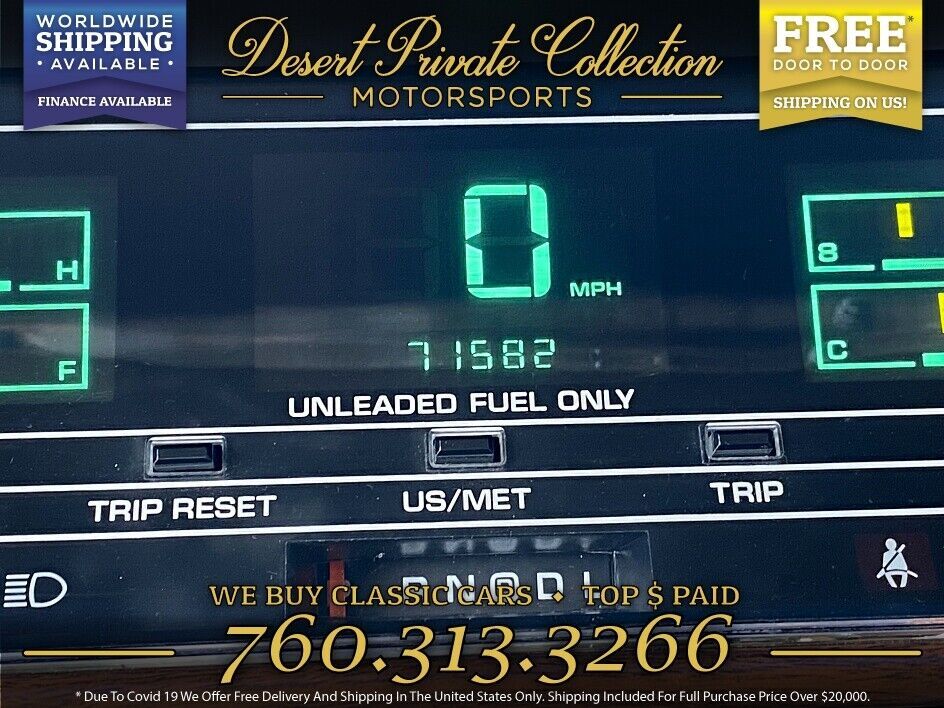 WORLDWIDE
SHIPPING
• AVAILABLE •
FINANCE AVAILABLE
Desert Private Collection
MOTORSPORTS
FREE*
DOOR TO DOOR
SHIPPING ON US!
0 MPH
H
8
71582
F
C
UNLEADED FUEL ONLY
TRIP RESET
US/MET
TRIP
RNDDL
WE BUY CLASSIC CARS ⬥ TOP $ PAID
760.313.3266
* Due To Covid 19 We Offer Free Delivery And Shipping In The United States Only. Shipping Included For Full Purchase Price Over $20,000.